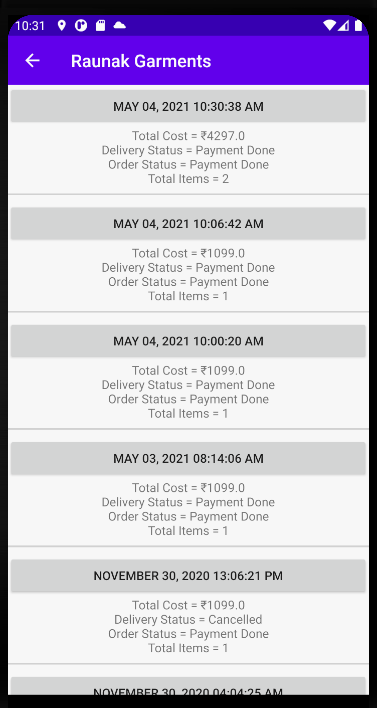 10:31
Raunak Garments
MAY 04, 2021 10:30:38 AM
Total Cost = ₹4297.0
Delivery Status = Payment Done
Order Status = Payment Done
Total Items = 2
MAY 04, 2021 10:06:42 AM
Total Cost = ₹1099.0
Delivery Status = Payment Done
Order Status = Payment Done
Total Items = 1
MAY 04, 2021 10:00:20 AM
Total Cost = ₹1099.0
Delivery Status = Payment Done
Order Status = Payment Done
Total Items = 1
MAY 03, 2021 08:14:06 AM
Total Cost = ₹1099.0
Delivery Status = Payment Done
Order Status = Payment Done
Total Items = 1
NOVEMBER 30, 2020 13:06:21 PM
Total Cost = ₹1099.0
Delivery Status = Cancelled
Order Status = Payment Done
Total Items = 1
NOVEMBER 30, 2020 04:04:25 AM